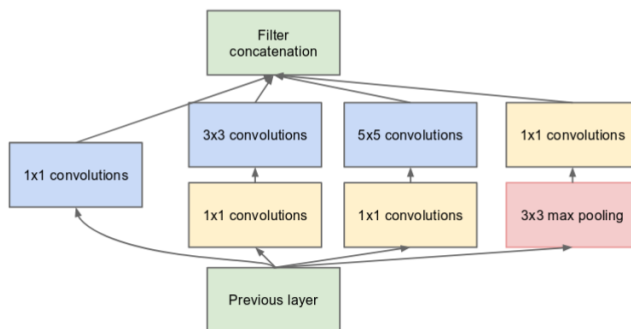 Filter
concatenation
3x3 convolutions
5x5 convolutions
1x1 convolutions
1x1 convolutions
1x1 convolutions
1x1 convolutions
3x3 max pooling
Previous layer